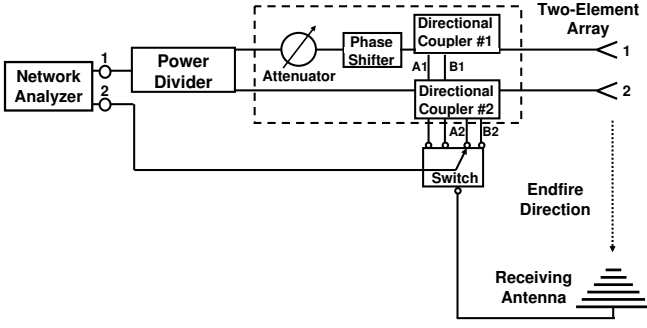 Two-Element
Array
Directional
Coupler #1
Phase
Shifter
Attenuator
1
Power
Divider
A1
B1
1
Network
Analyzer
2
Directional
Coupler #2
2
A2
B2
Switch
Endfire
Direction
Receiving
Antenna